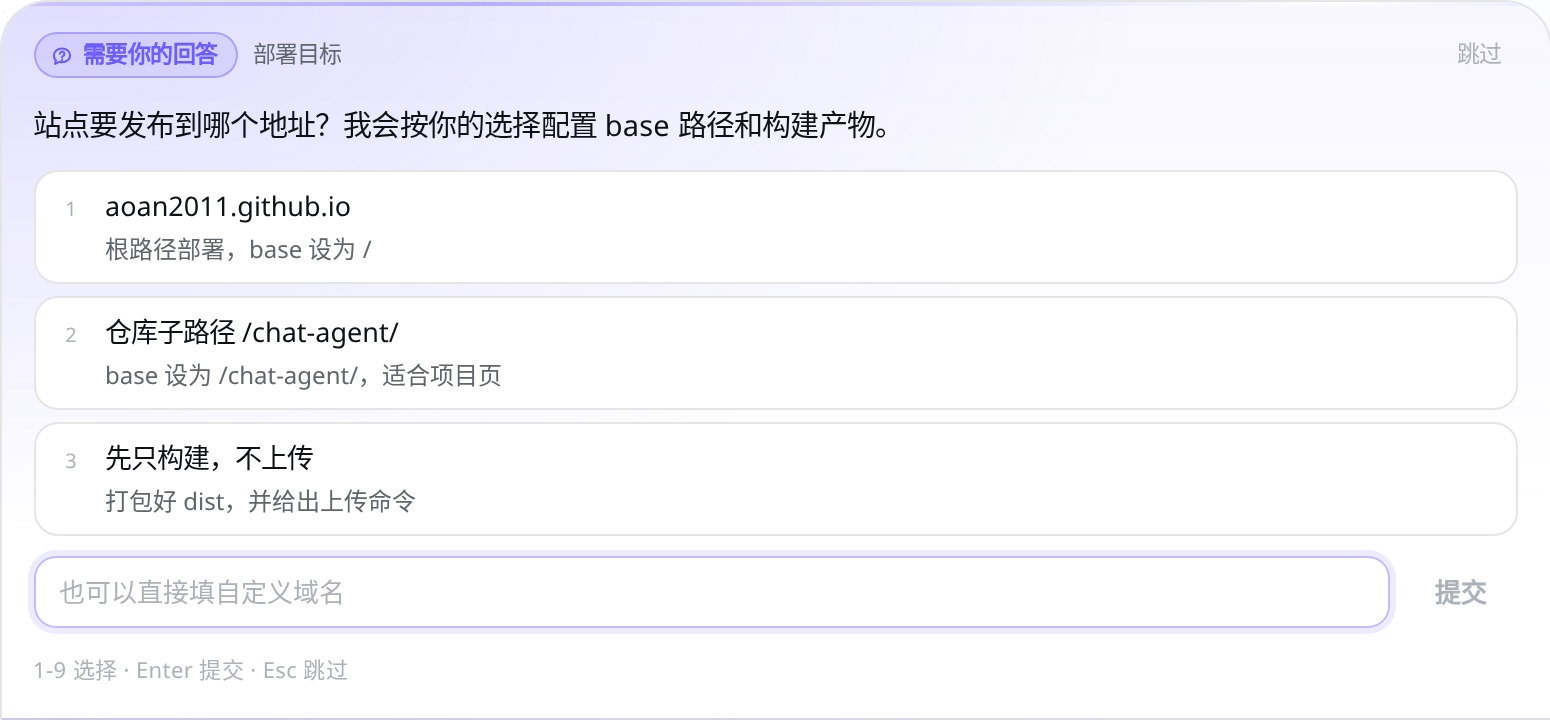 需要你的回答 部署目标 跳过
站点要发布到哪个地址？我会按你的选择配置 base 路径和构建产物。
1 aoan2011.github.io
根路径部署，base 设为 /
2 仓库子路径 /chat-agent/
base 设为 /chat-agent/，适合项目页
3 先只构建，不上传
打包好 dist，并给出上传命令
也可以直接填自定义域名 提交
1-9 选择 · Enter 提交 · Esc 跳过